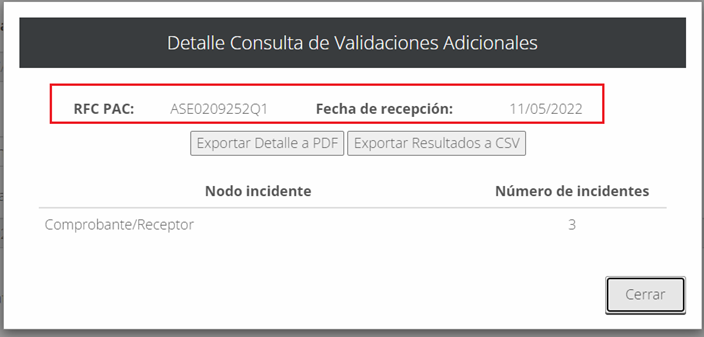 Detalle Consulta de Validaciones Adicionales
RFC PAC: ASE0209252Q1 Fecha de recepción: 11/05/2022
Exportar Detalle a PDF Exportar Resultados a CSV
Nodo incidente Número de incidentes
Comprobante/Receptor 3
Cerrar